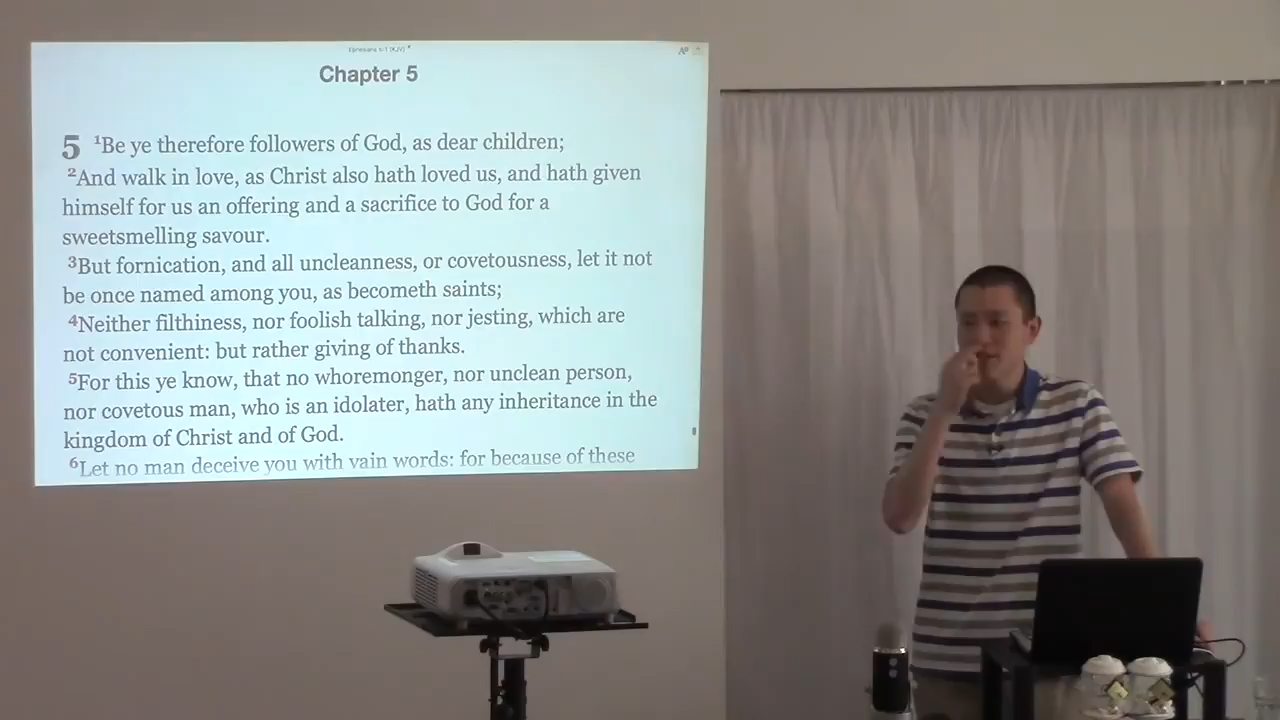 Ephesians 5:1 (KJV)
Chapter 5
5 1Be ye therefore followers of God, as dear children;
2And walk in love, as Christ also hath loved us, and hath given
himself for us an offering and a sacrifice to God for a
sweetsmelling savour.
3But fornication, and all uncleanness, or covetousness, let it not
be once named among you, as becometh saints;
4Neither filthiness, nor foolish talking, nor jesting, which are
not convenient: but rather giving of thanks.
5For this ye know, that no whoremonger, nor unclean person,
nor covetous man, who is an idolater, hath any inheritance in the
kingdom of Christ and of God.
6Let no man deceive you with vain words: for because of these